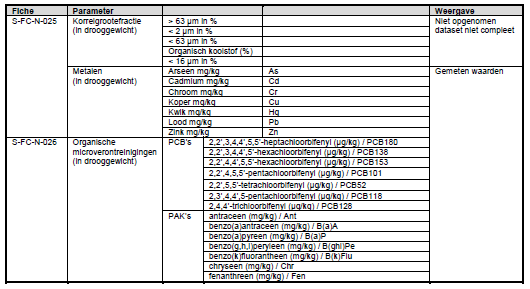 Fiche Parameter Weergave
S-FC-N-025 Korrelgrootefractie > 63 µm in % Niet opgenomen
(in drooggewicht) < 2 µm in % dataset niet compleet
< 63 µm in %
Organisch koolstof (%)
< 16 µm in %
Metalen Arseen mg/kg As Gemeten waarden
(in drooggewicht) Cadmium mg/kg Cd
Chroom mg/kg Cr
Koper mg/kg Cu
Kwik mg/kg Hg
Lood mg/kg Pb
Zink mg/kg Zn
S-FC-N-026 Organische PCB's 2,2',3,4,4',5,5'-heptachloorbifenyl (µg/kg) / PCB180
microverontreinigingen 2,2',3,4,4',5'-hexachloorbifenyl (µg/kg) / PCB138
(in drooggewicht) 2,2',4,4',5,5'-hexachloorbifenyl (µg/kg) / PCB153
2,2',4,5,5'-pentachloorbifenyl (µg/kg) / PCB101
2,2',5,5'-tetrachloorbifenyl (µg/kg) / PCB52
2,3',4,4',5-pentachloorbifenyl (µg/kg) / PCB118
2,4,4'-trichloorbifenyl (µg/kg) / PCB128
PAK's antraceen (mg/kg) / Ant
benzo(a)antraceen (mg/kg) / B(a)A
benzo(a)pyreen (mg/kg) / B(a)P
benzo(g,h,i)peryleen (mg/kg) / B(ghi)Pe
benzo(k)fluorantheen (mg/kg) / B(k)Flu
chryseen (mg/kg) / Chr
fenanthreen (mg/kg) / Fen